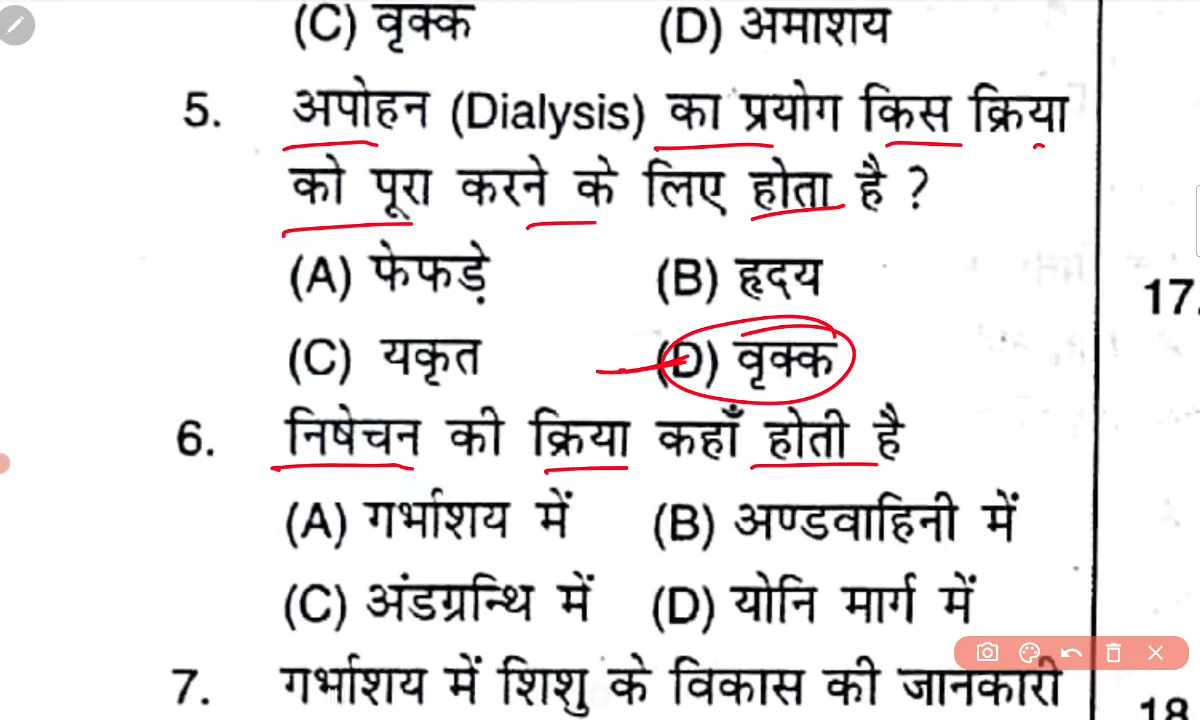 (C) वृक्क (D) अमाशय
5. अपोहन (Dialysis) का प्रयोग किस क्रिया
को पूरा करने के लिए होता है ?
(A) फेफड़े (B) हृदय
(C) यकृत (D) वृक्क
17.
6. निषेचन की क्रिया कहाँ होती है
(A) गर्भाशय में (B) अण्डवाहिनी में
(C) अंडग्रन्थि में (D) योनि मार्ग में
7. गर्भाशय में शिशु के विकास की जानकारी
18